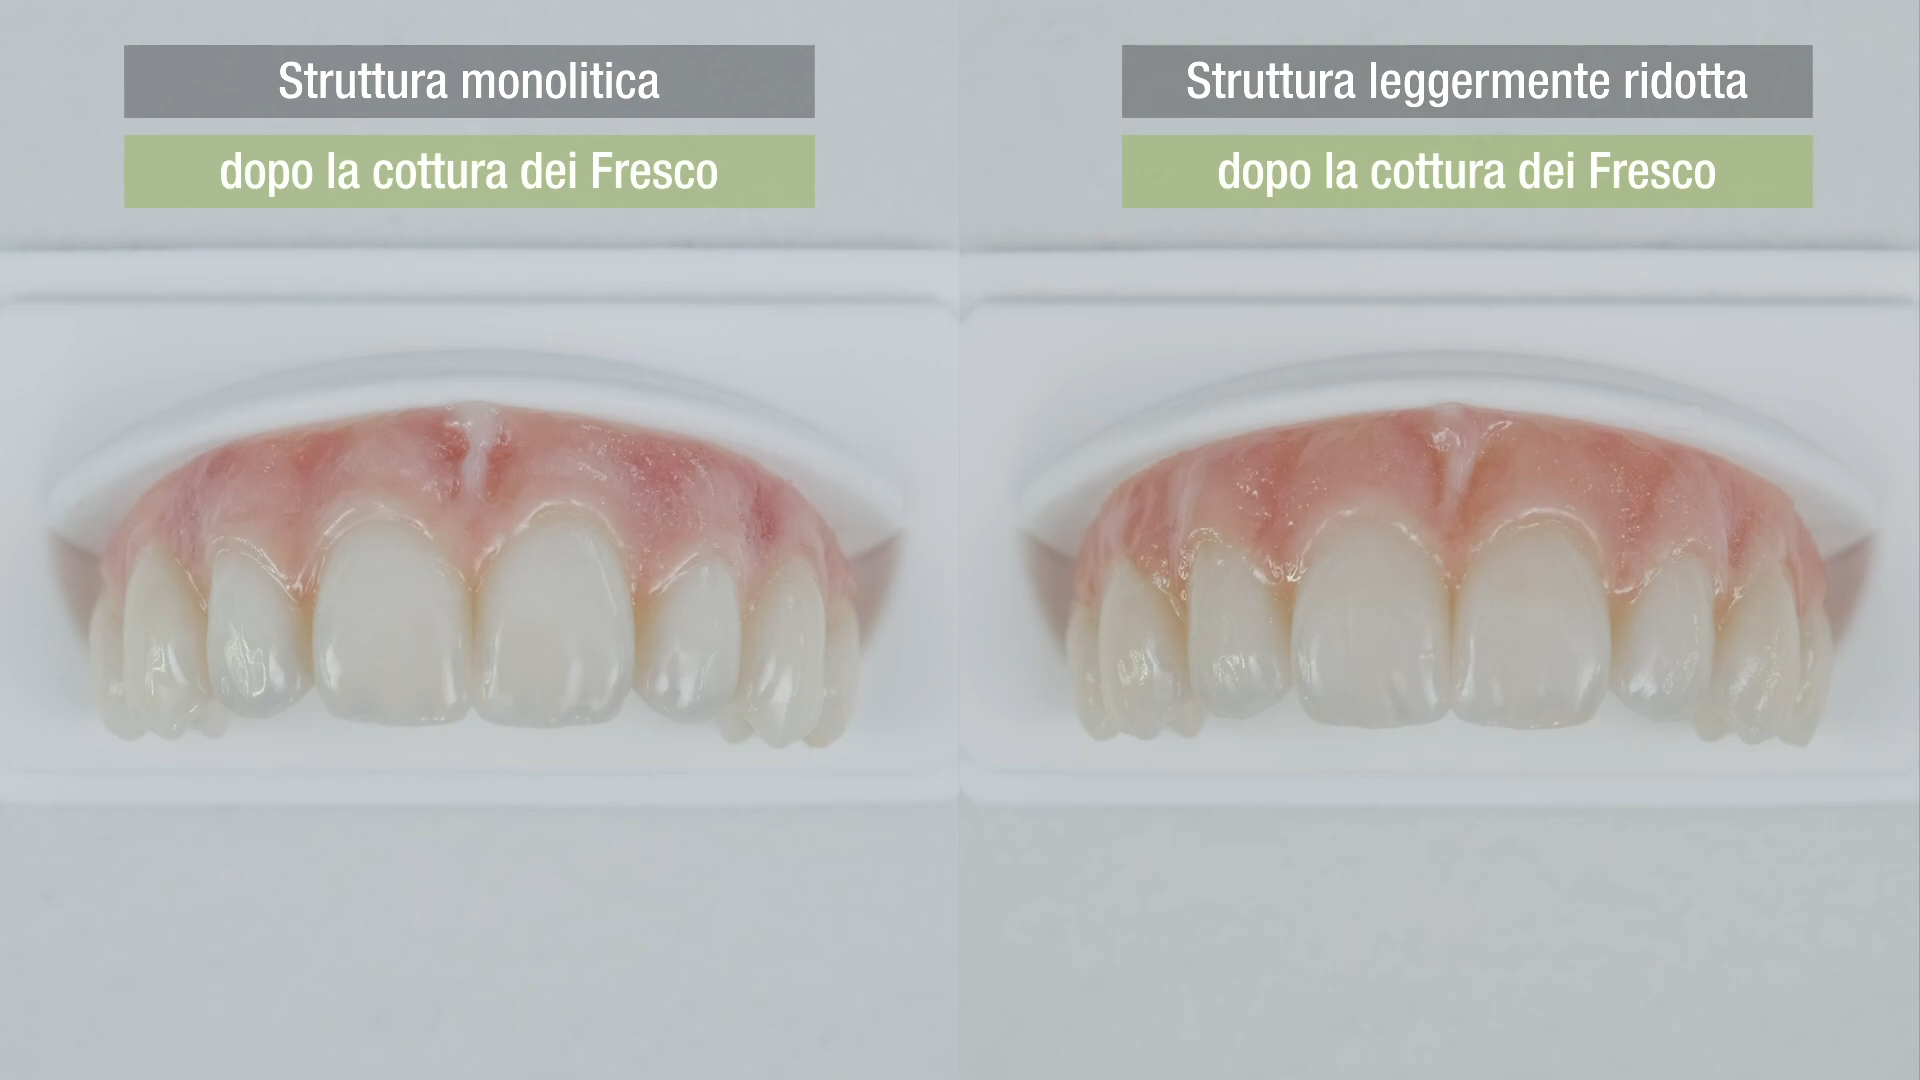 Struttura monolitica
dopo la cottura dei Fresco
Struttura leggermente ridotta
dopo la cottura dei Fresco